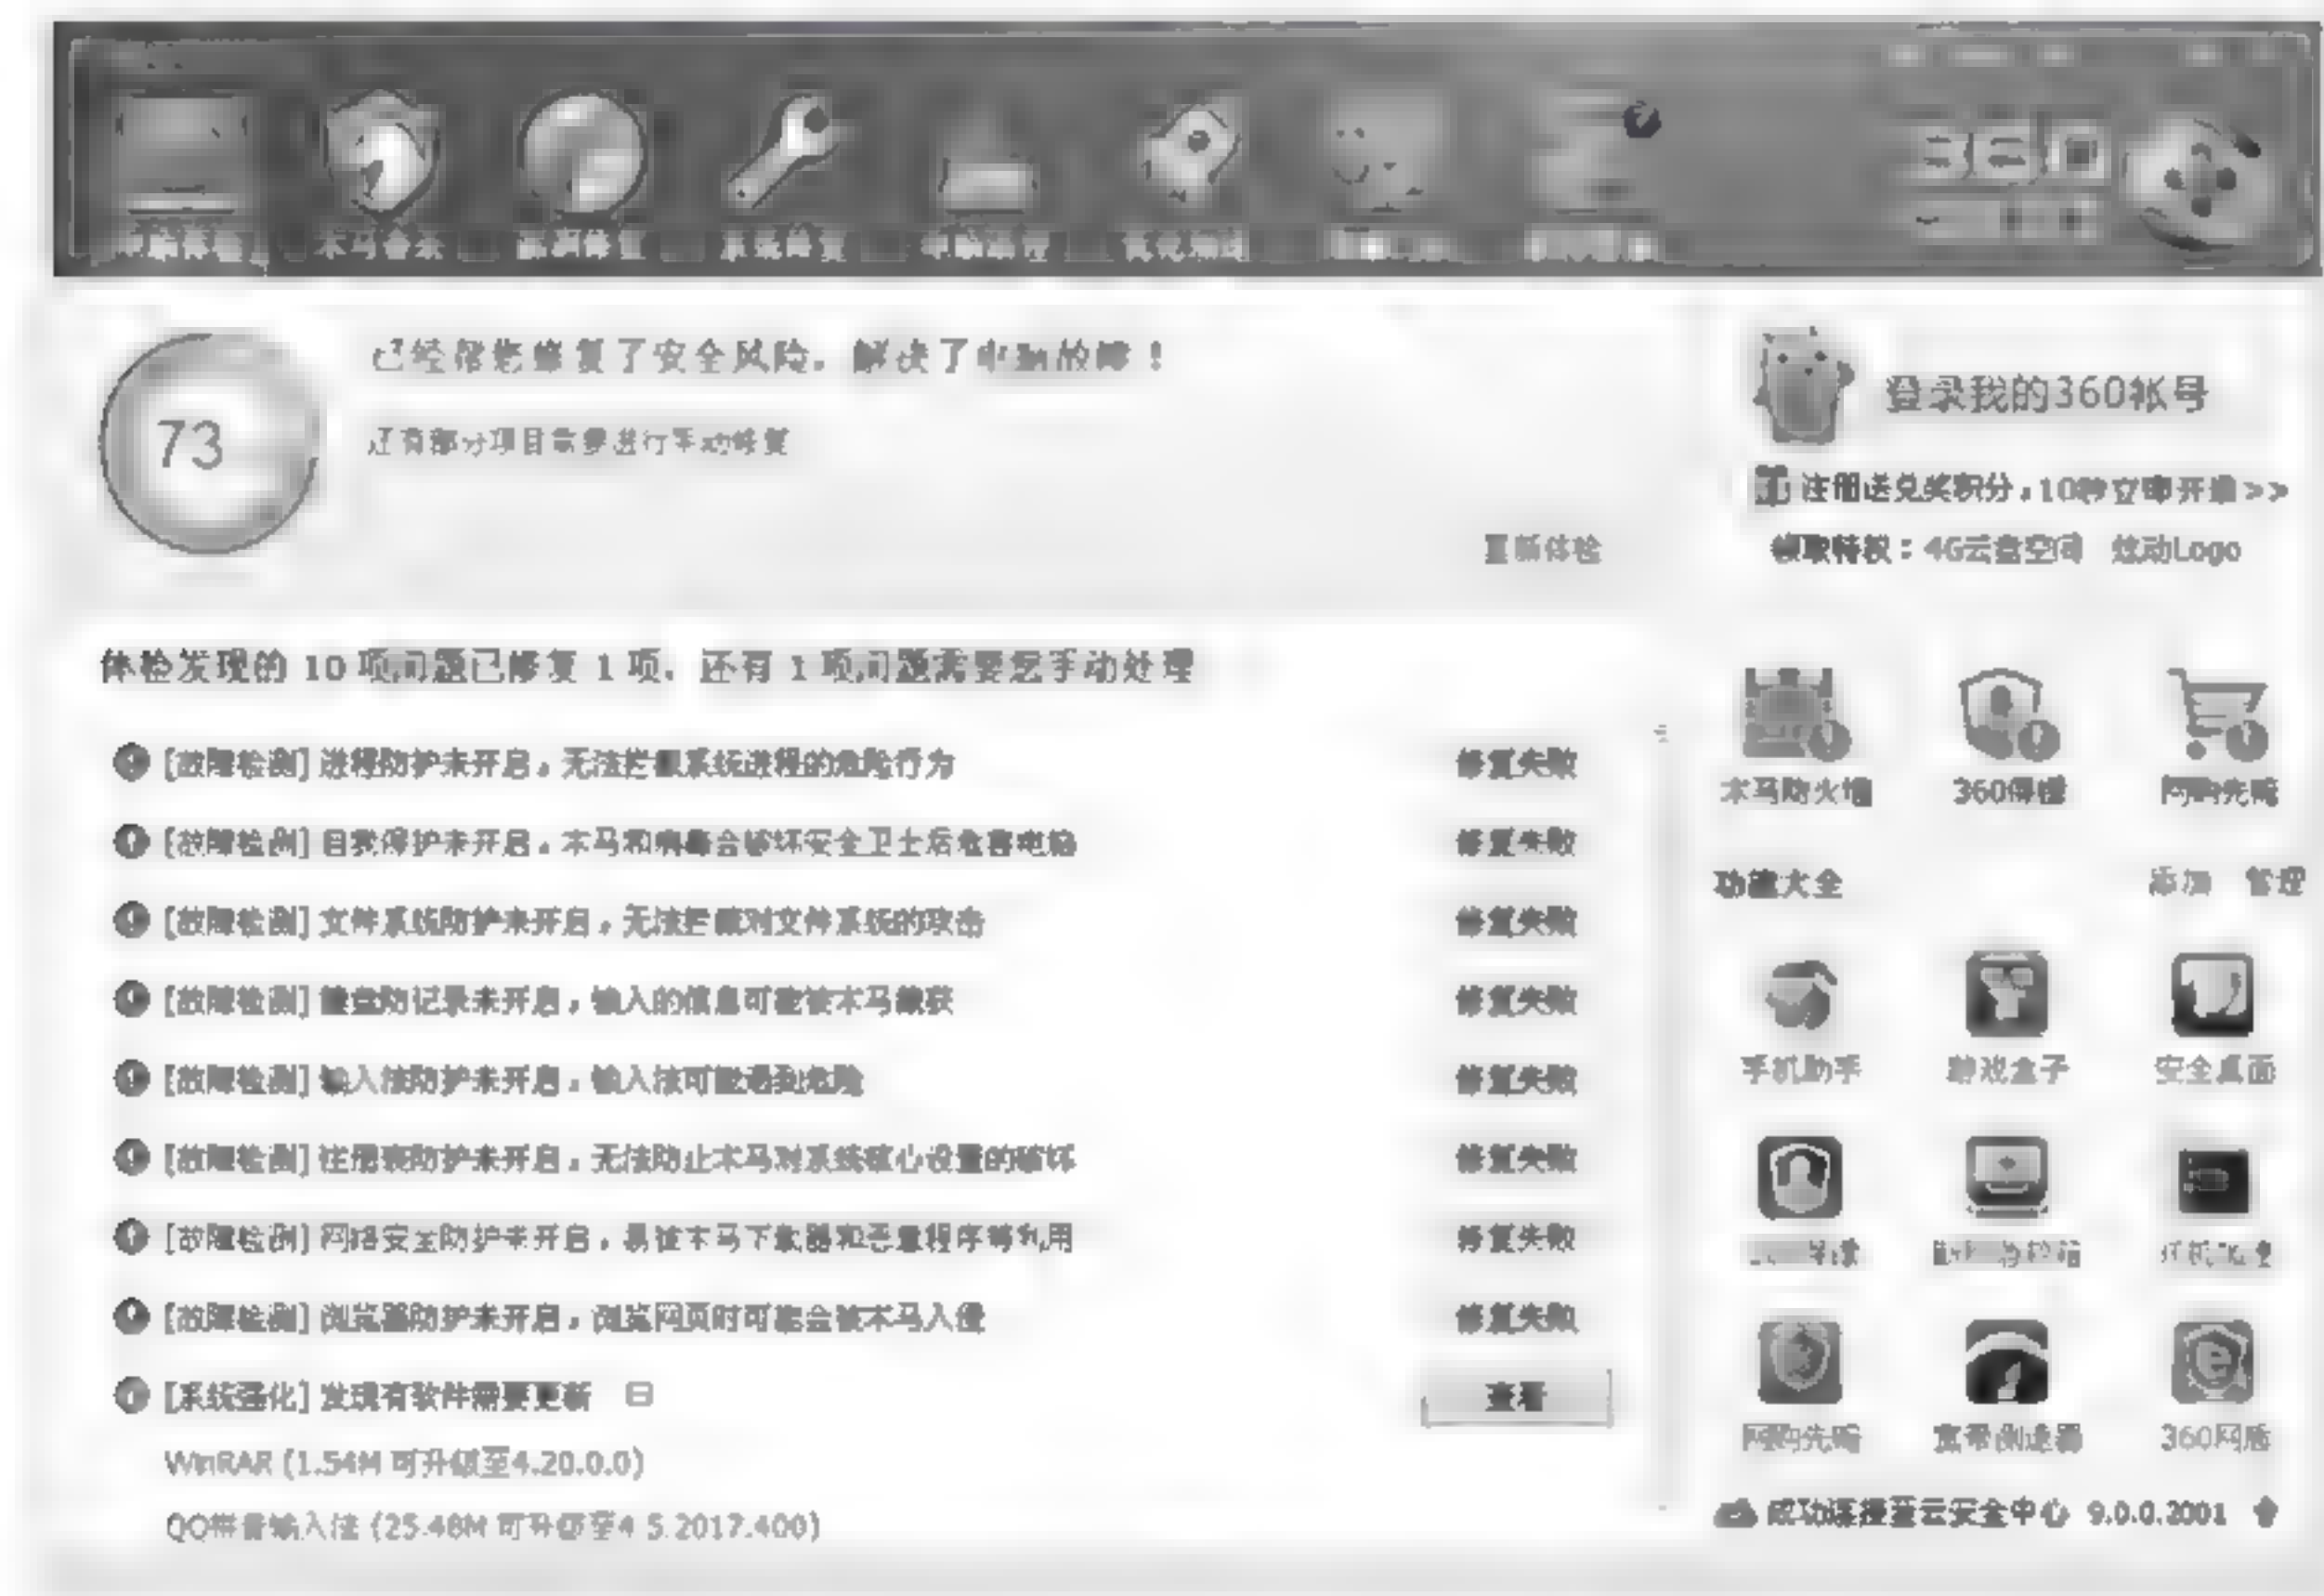 木马查杀
73
已经帮您修复了安全风险，解决了电脑故障！
还有部分项目需要进行手动修复
重新体检
登录我的360帐号
注册送兑奖积分，10秒立即开通>>
领取特权：4G云盘空间 炫动Logo
体检发现的 10 项问题已修复 1 项，还有 1 项问题需要您手动处理
[故障检测] 进程防护未开启，无法拦截系统进程的危险行为 修复失败
[故障检测] 自我保护未开启，木马和病毒会破坏安全卫士后危害电脑 修复失败
[故障检测] 文件系统防护未开启，无法拦截对文件系统的攻击 修复失败
[故障检测] 键盘防记录未开启，输入的信息可能被木马截获 修复失败
[故障检测] 输入法防护未开启，输入法可能遇到危险 修复失败
[故障检测] 注册表防护未开启，无法防止木马对系统核心设置的破坏 修复失败
[故障检测] 网络安全防护未开启，易被木马下载器和恶意程序等利用 修复失败
[故障检测] 浏览器防护未开启，浏览网页时可能会被木马入侵 修复失败
[系统强化] 发现有软件需要更新 查看
WinRAR (1.54M 可升级至4.20.0.0)
QQ拼音输入法 (25.48M 可升级至4.5.2017.400)
木马防火墙 360保镖 网购先赔
功能大全 添加 管理
手机助手 游戏盒子 安全桌面
网购先赔 宽带测速器 360网盾
成功连接至云安全中心 9.0.0.2001